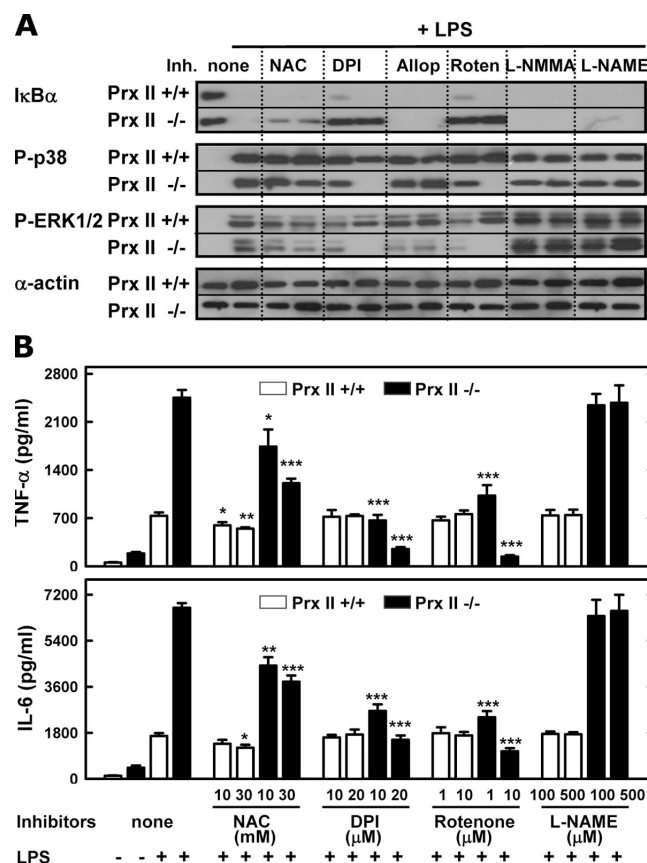 A
+ LPS
Inh. none NAC DPI Allop Roten L-NMMA L-NAME
IκBα Prx II +/+
Prx II -/-
P-p38 Prx II +/+
Prx II -/-
P-ERK1/2 Prx II +/+
Prx II -/-
α-actin Prx II +/+
Prx II -/-
B
TNF-α (pg/ml)
2800
2100
1400
700
0
Prx II +/+ Prx II -/-
* ** * *** *** *** *** ***
IL-6 (pg/ml)
7200
5400
3600
1800
0
Prx II +/+ Prx II -/-
* ** *** *** *** *** ***
10 30 10 30 10 20 10 20 1 10 1 10 100 500 100 500
Inhibitors none NAC (mM) DPI (μM) Rotenone (μM) L-NAME (μM)
LPS - - + + + + + + + + + + + + + + + + + +